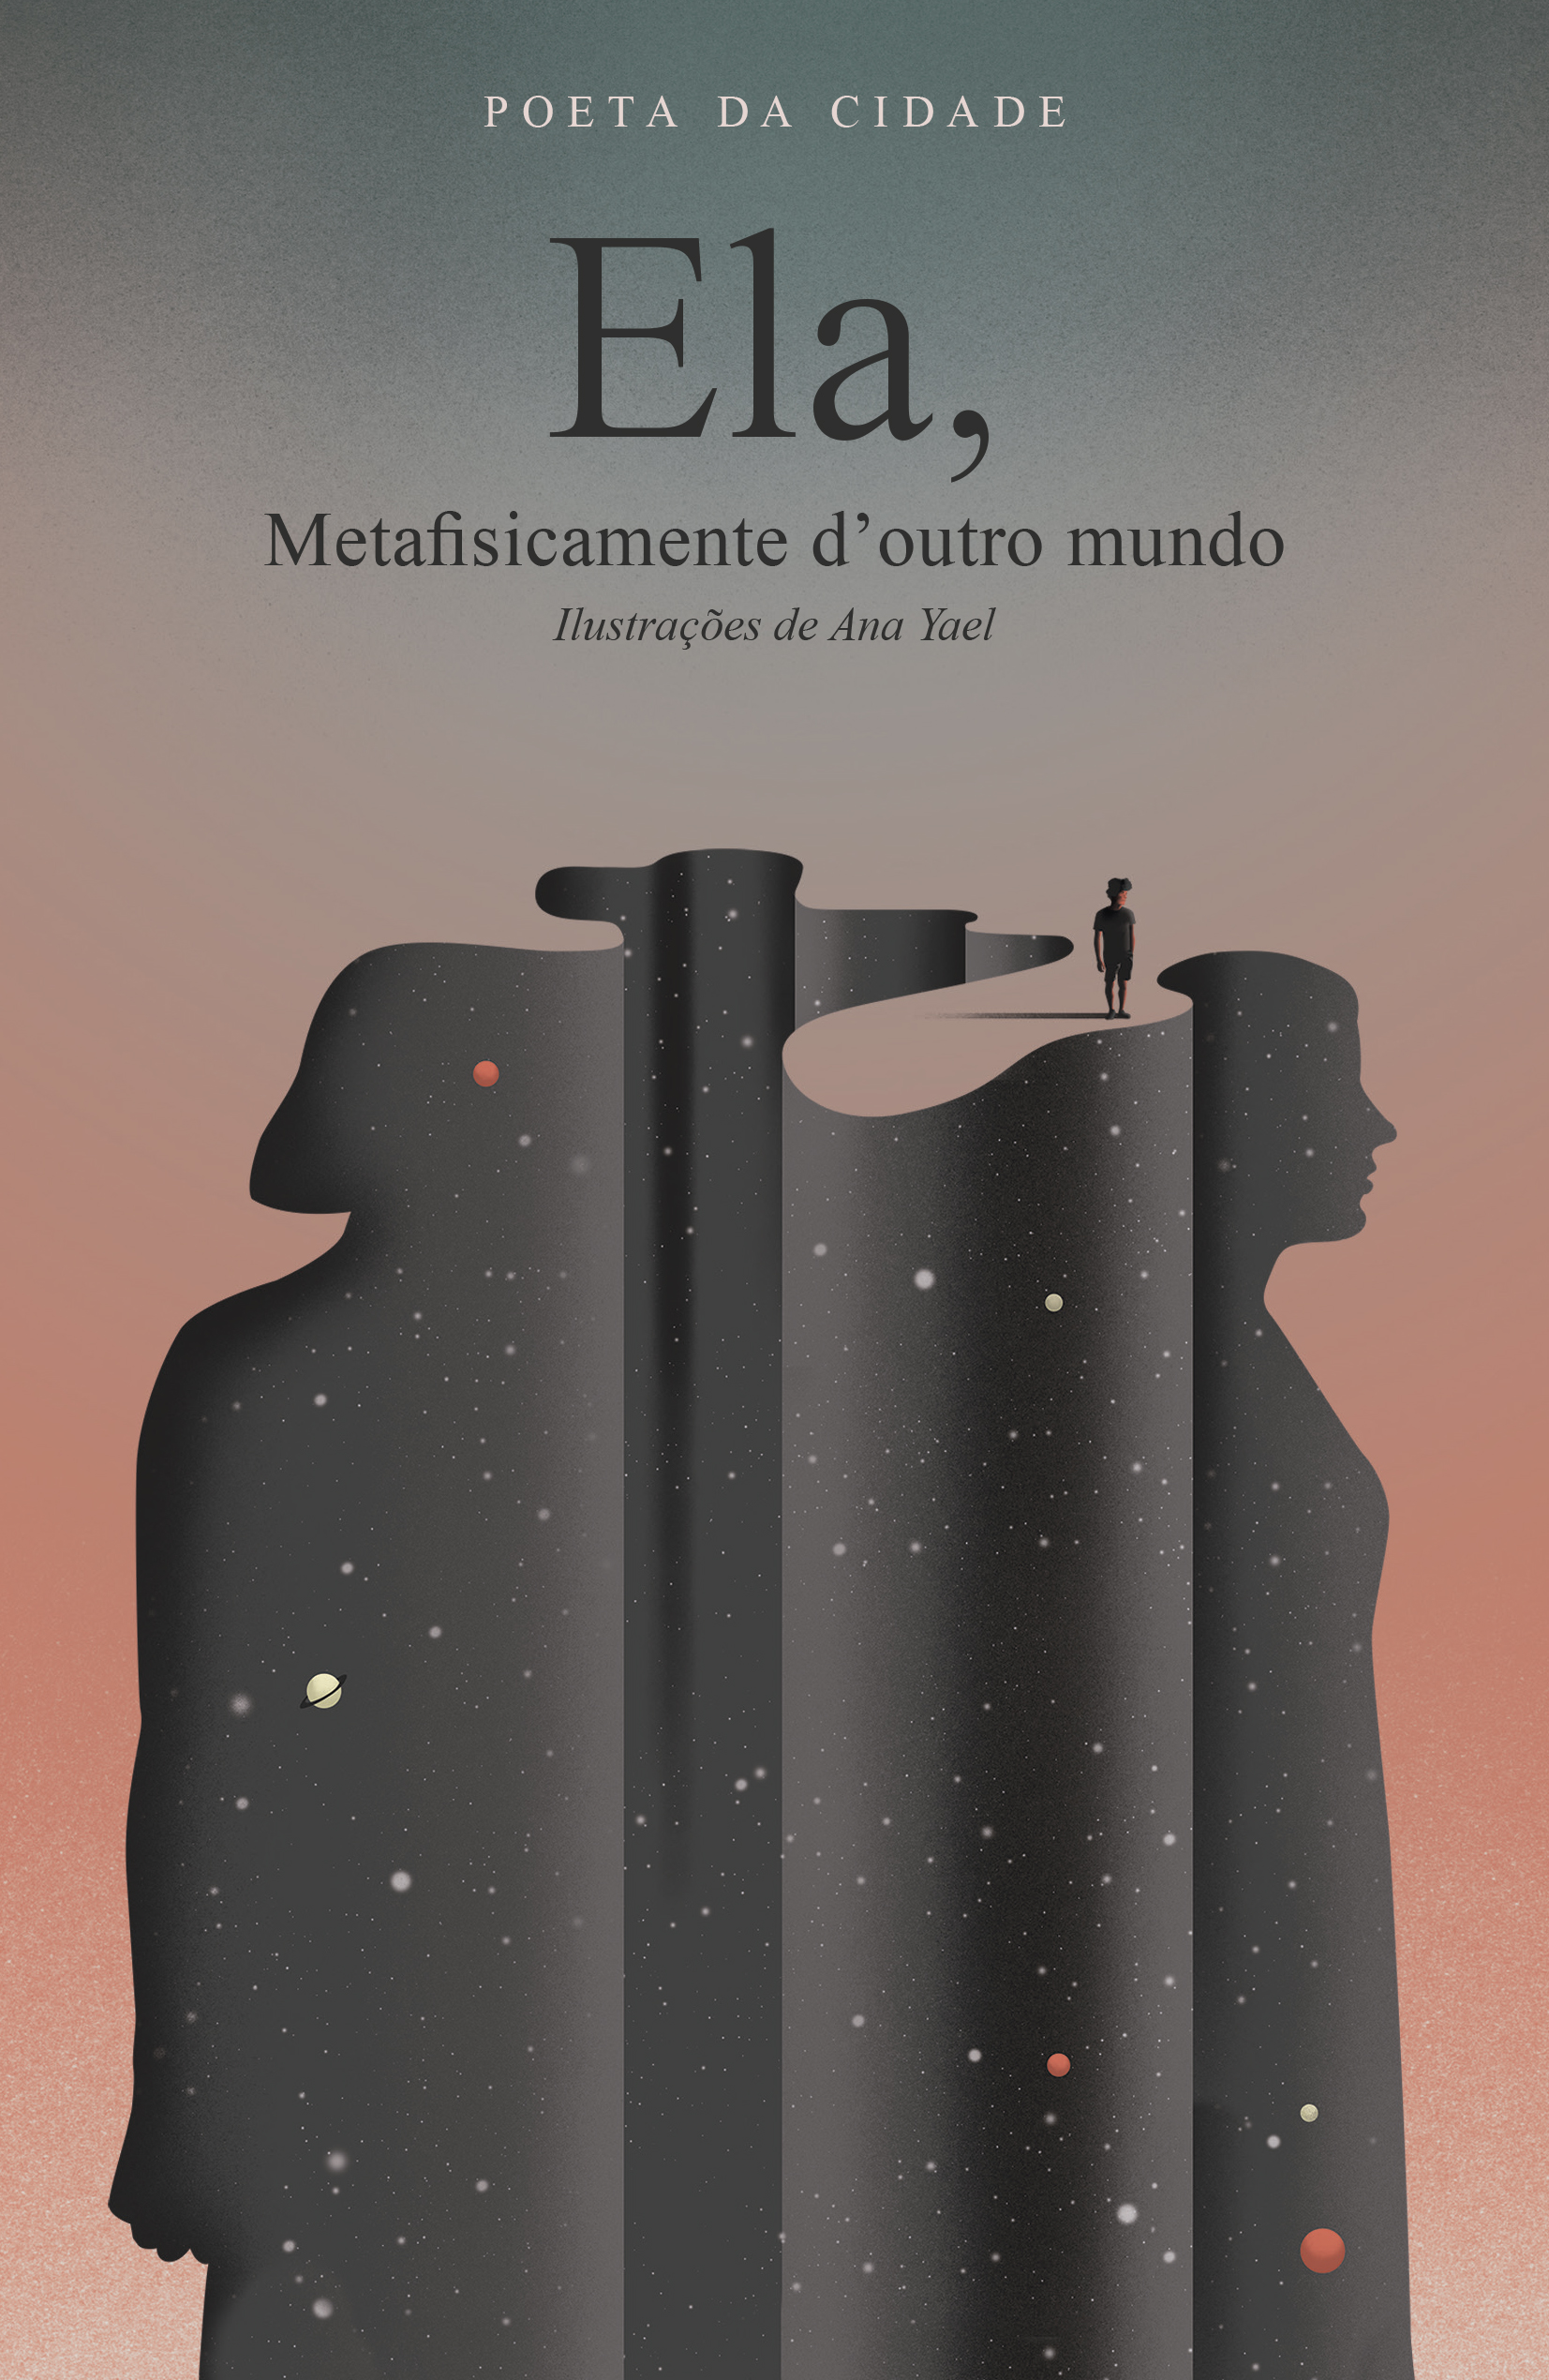 POETA DA CIDADE
Ela,
Metafisicamente d’outro mundo
Ilustrações de Ana Yael